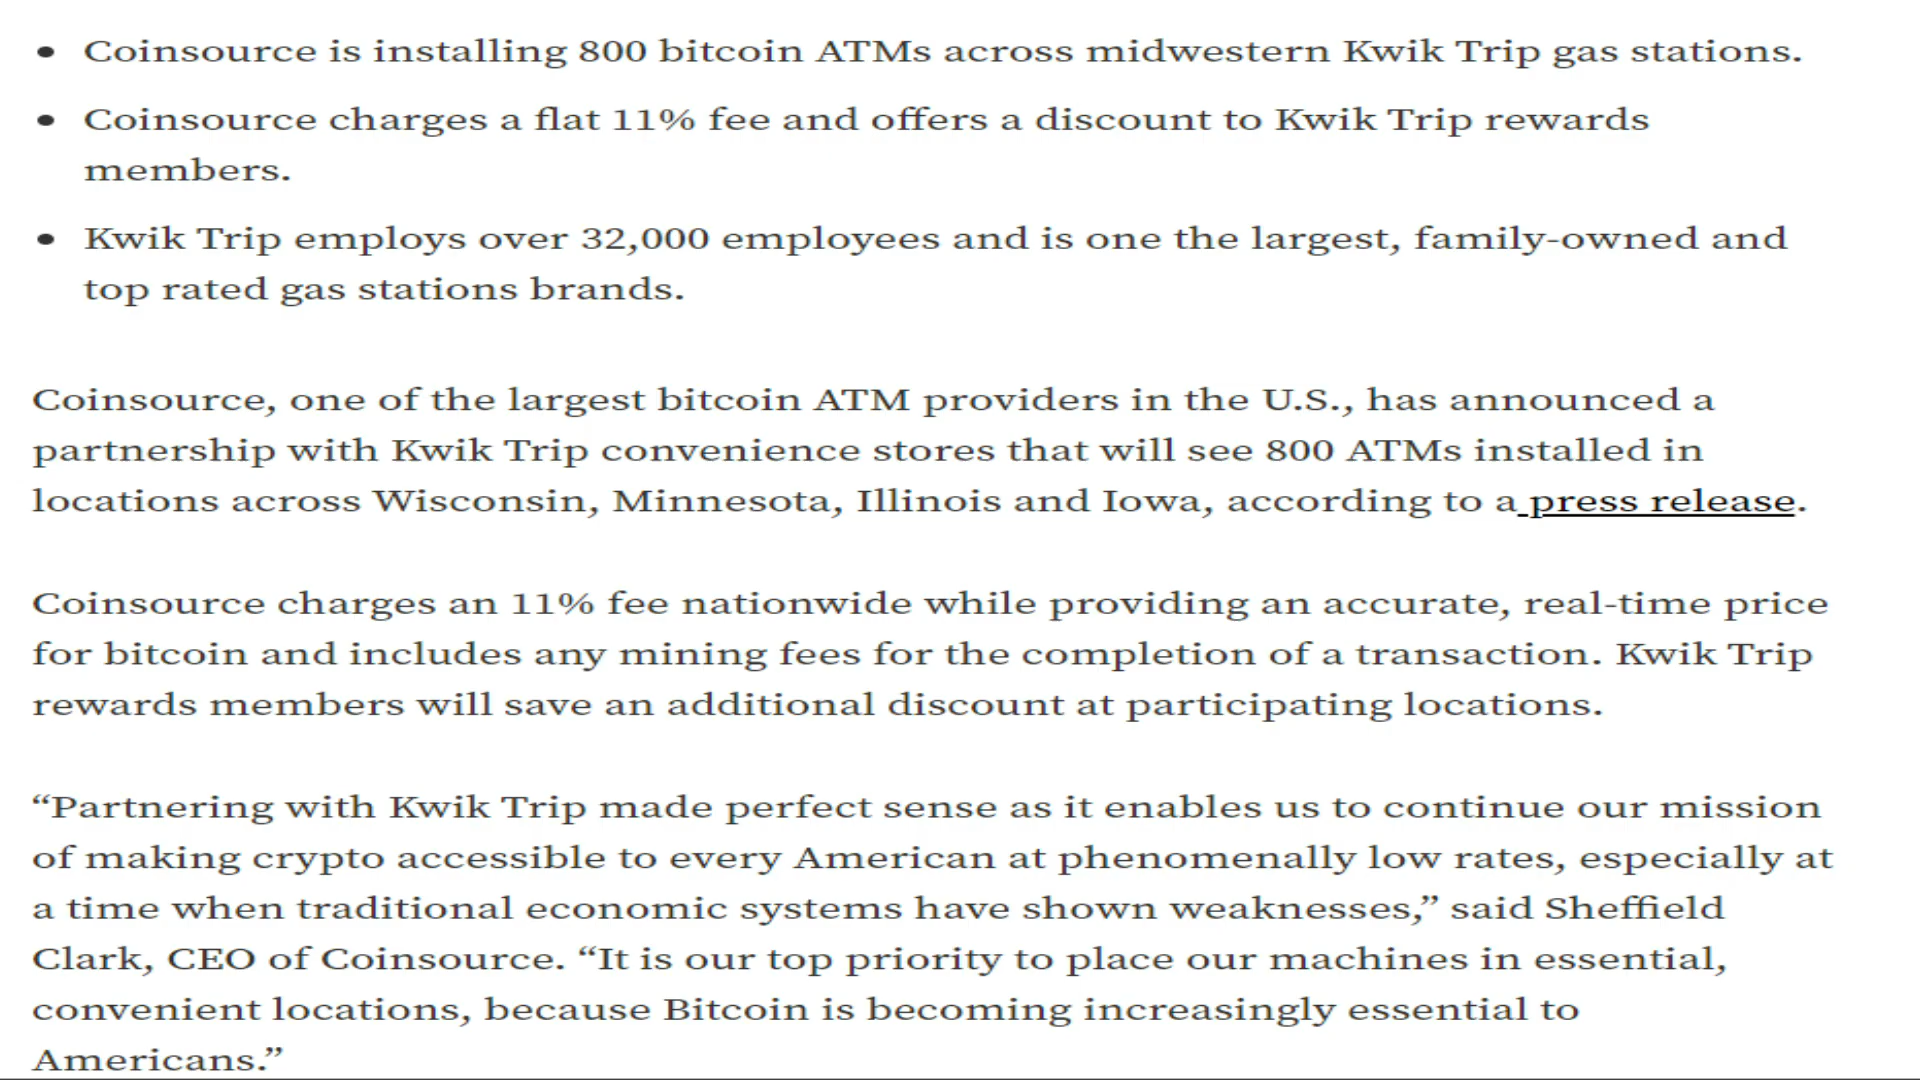 • Coinsource is installing 800 bitcoin ATMs across midwestern Kwik Trip gas stations.
• Coinsource charges a flat 11% fee and offers a discount to Kwik Trip rewards
members.
• Kwik Trip employs over 32,000 employees and is one the largest, family-owned and
top rated gas stations brands.
Coinsource, one of the largest bitcoin ATM providers in the U.S., has announced a
partnership with Kwik Trip convenience stores that will see 800 ATMs installed in
locations across Wisconsin, Minnesota, Illinois and Iowa, according to a press release.
Coinsource charges an 11% fee nationwide while providing an accurate, real-time price
for bitcoin and includes any mining fees for the completion of a transaction. Kwik Trip
rewards members will save an additional discount at participating locations.
“Partnering with Kwik Trip made perfect sense as it enables us to continue our mission
of making crypto accessible to every American at phenomenally low rates, especially at
a time when traditional economic systems have shown weaknesses,” said Sheffield
Clark, CEO of Coinsource. “It is our top priority to place our machines in essential,
convenient locations, because Bitcoin is becoming increasingly essential to
Americans.”